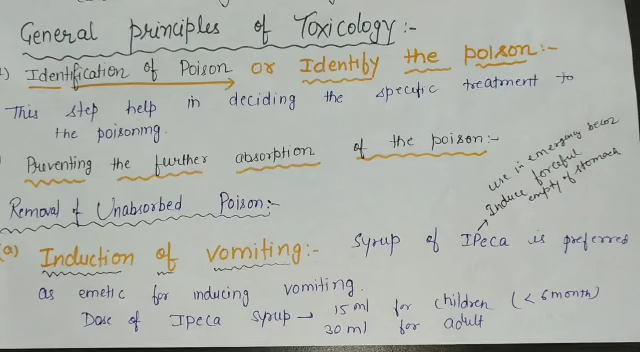 General principles of Toxicology:-
) Identification of Poison or Identify the poison:-
This step help in deciding the specific treatment to
the poisoning.
Preventing the further absorption of the poison:-
use in emergency becoz
Induce forceful
empty of stomach
Removal of Unabsorbed Poison:-
(a) Induction of vomiting:- Syrup of IPeca is preferred
as emetic for inducing vomiting.
Dose of IPeca Syrup → 15 ml for children (< 6 month)
30 ml for adult